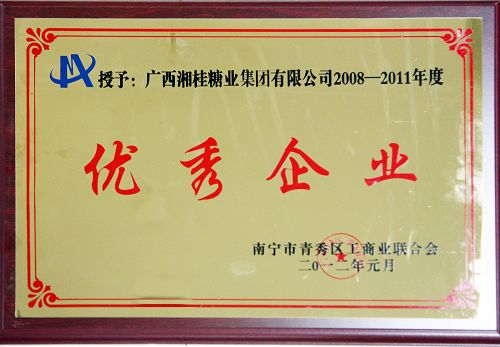 授予：广西湘桂糖业集团有限公司2008—2011年度
优秀企业
南宁市青秀区工商业联合会
二〇一二年元月